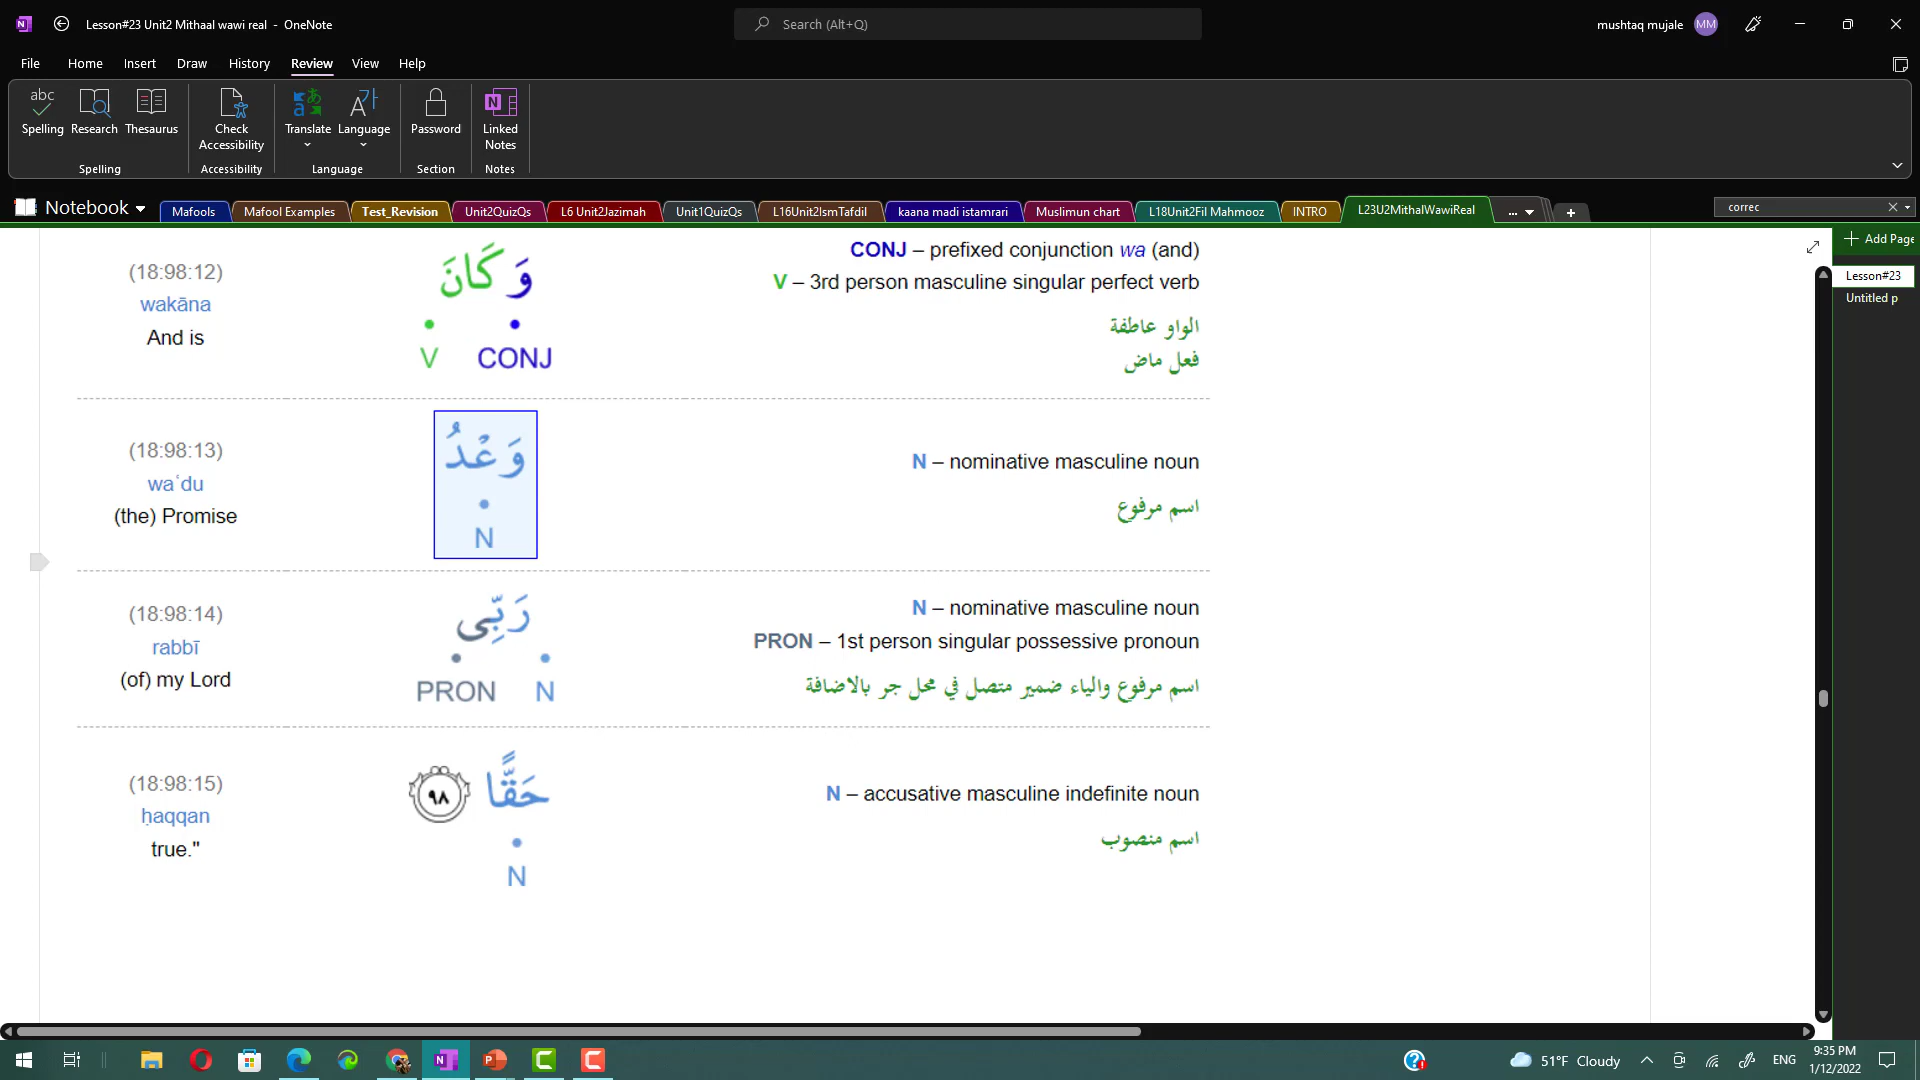 Lesson#23 Unit2 Mithaal wawi real - OneNote
Search (Alt+Q)
mushtaq mujale
MM
File
Home
Insert
Draw
History
Review
View
Help
abc
Spelling
Research
Thesaurus
Check
Accessibility
Translate
Language
Password
Linked
Notes
Spelling
Accessibility
Language
Section
Notes
Notebook
Mafools
Mafool Examples
Test_Revision
Unit2QuizQs
L6 Unit2Jazimah
Unit1QuizQs
L16Unit2IsmTafdil
kaana madi istamrari
Muslimun chart
L18Unit2Fil Mahmooz
INTRO
L23U2MithalWawiReal
...
correc
Add Page
Lesson#23
Untitled p
(18:98:12)
wakāna
And is
وَكَانَ
V CONJ
CONJ – prefixed conjunction wa (and)
V – 3rd person masculine singular perfect verb
الواو عاطفة
فعل ماض
(18:98:13)
waʿdu
(the) Promise
وَعْدُ
N
N – nominative masculine noun
اسم مرفوع
(18:98:14)
rabbī
(of) my Lord
رَبِّى
PRON N
N – nominative masculine noun
PRON – 1st person singular possessive pronoun
اسم مرفوع والياء ضمير متصل في محل جر بالاضافة
(18:98:15)
ḥaqqan
true."
حَقًّا ٩٨
N
N – accusative masculine indefinite noun
اسم منصوب
51°F Cloudy
ENG
9:35 PM
1/12/2022